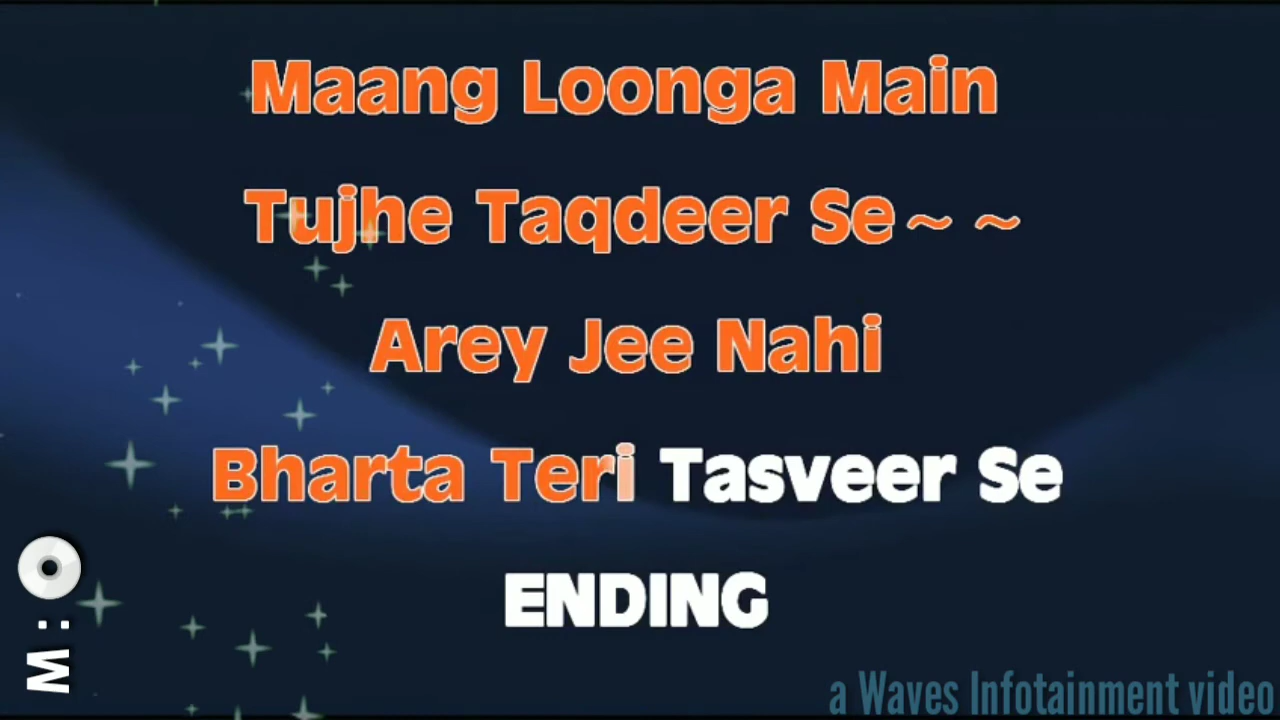 Maang Loonga Main
Tujhe Taqdeer Se~ ~
Arey Jee Nahi
Bharta Teri Tasveer Se
ENDING
M:
a Waves Infotainment video